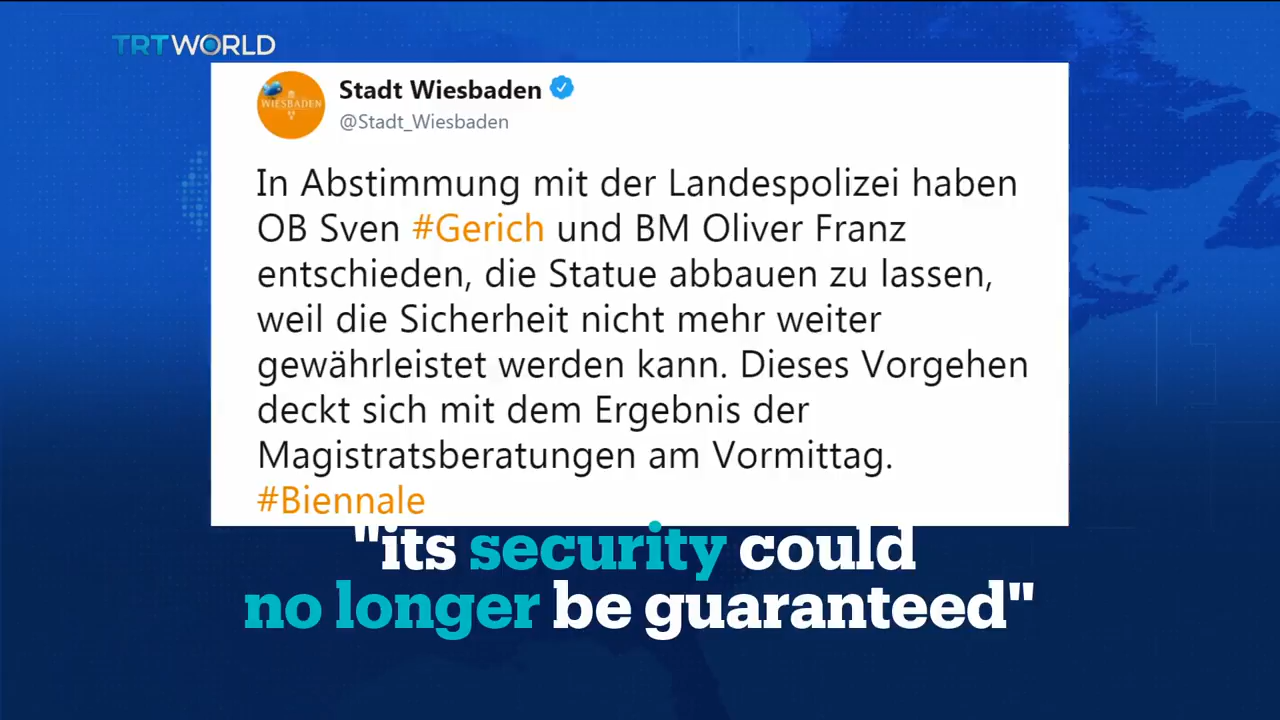 TRT WORLD
Stadt Wiesbaden
WIESBADEN
@Stadt_Wiesbaden
In Abstimmung mit der Landespolizei haben
OB Sven #Gerich und BM Oliver Franz
entschieden, die Statue abbauen zu lassen,
weil die Sicherheit nicht mehr weiter
gewährleistet werden kann. Dieses Vorgehen
deckt sich mit dem Ergebnis der
Magistratsberatungen am Vormittag.
#Biennale
"its security could
no longer be guaranteed"